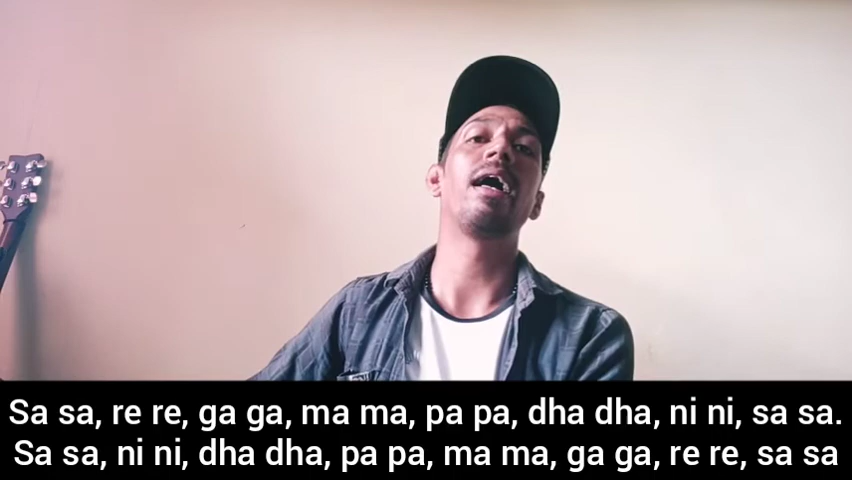 Sa sa, re re, ga ga, ma ma, pa pa, dha dha, ni ni, sa sa.
Sa sa, ni ni, dha dha, pa pa, ma ma, ga ga, re re, sa sa